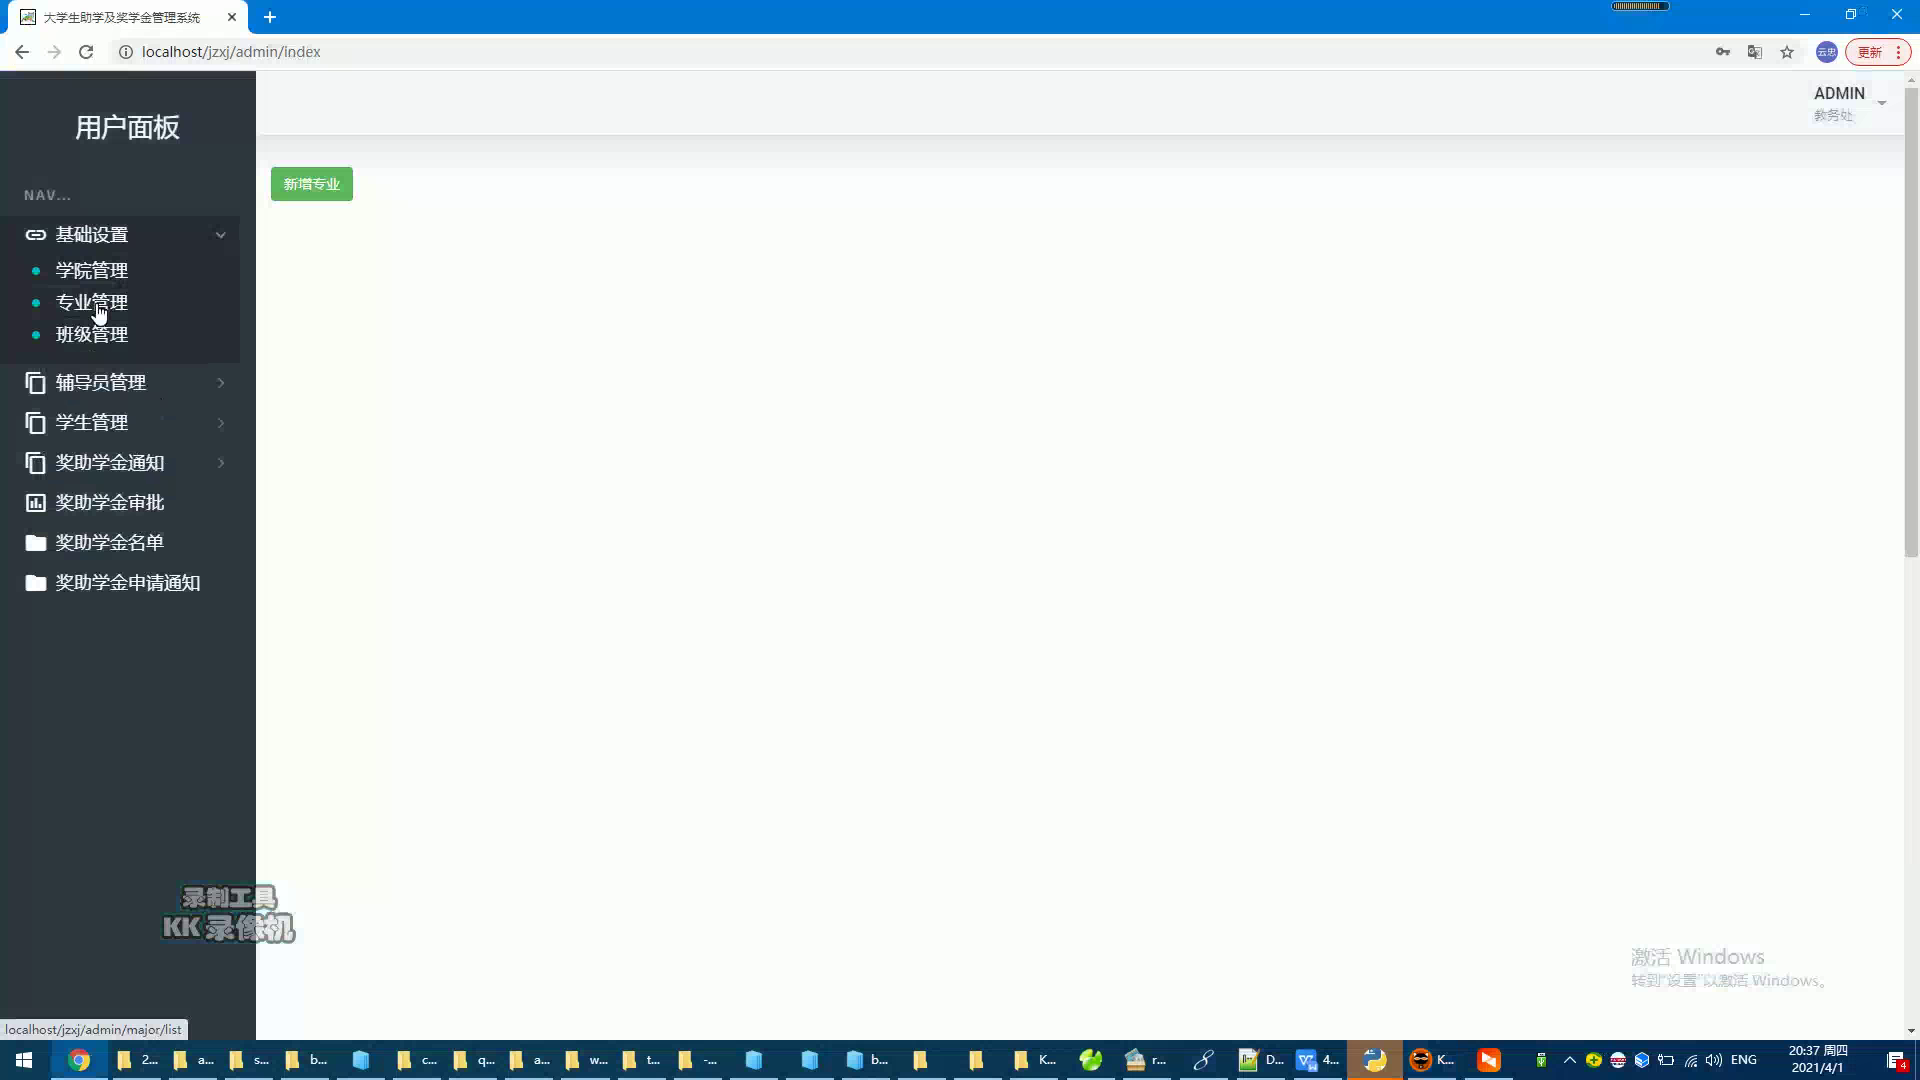 大学生助学及奖学金管理系统
localhost/jzxj/admin/index
云忠
更新
用户面板
ADMIN
教务处
新增专业
NAV...
基础设置
学院管理
专业管理
班级管理
辅导员管理
学生管理
奖助学金通知
奖助学金审批
奖助学金名单
奖助学金申请通知
录制工具
KK 录像机
激活 Windows
转到“设置”以激活 Windows。
localhost/jzxj/admin/major/list
2... a... s... b... c... q... a... w... t... -... b... K... r... D... 4... K...
ENG
20:37 周四
2021/4/1
4